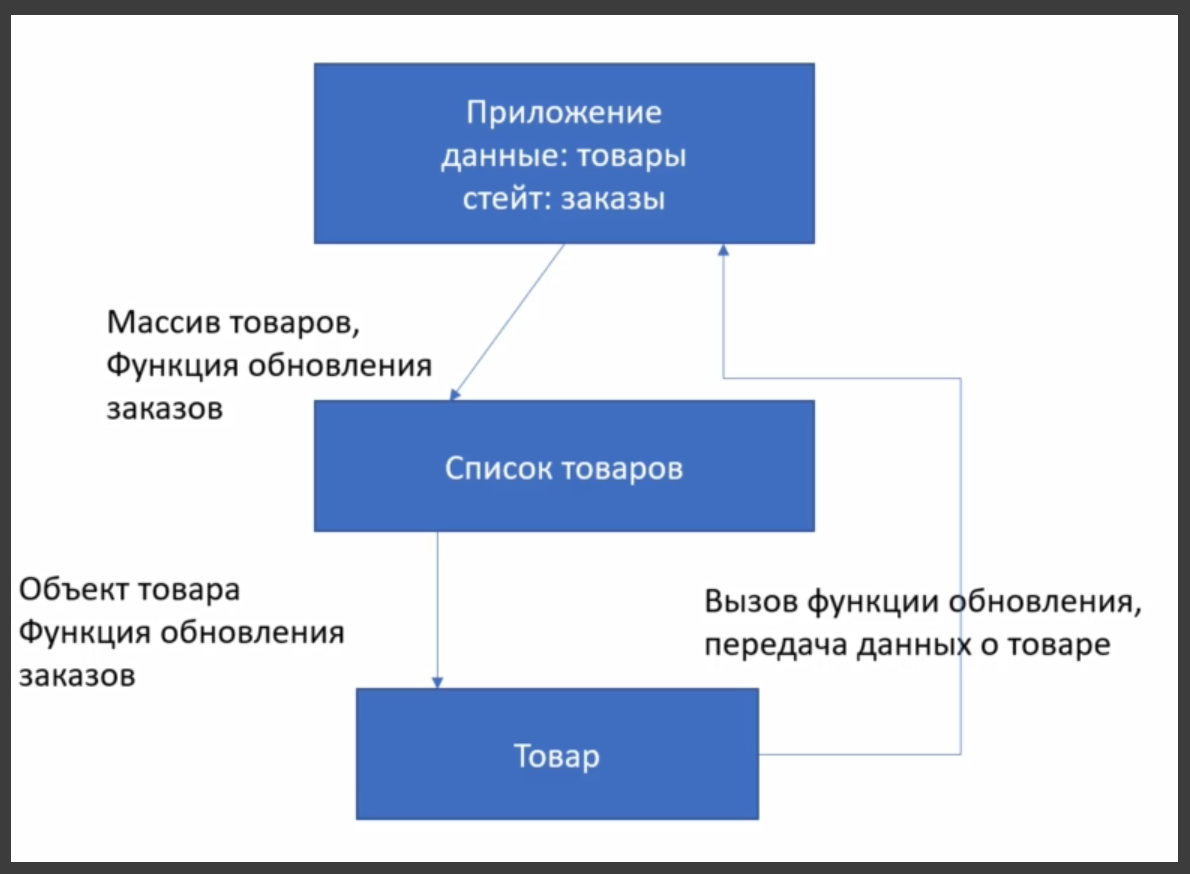 Приложение
данные: товары
стейт: заказы
Массив товаров,
Функция обновления
заказов
Список товаров
Объект товара
Функция обновления
заказов
Вызов функции обновления,
передача данных о товаре
Товар